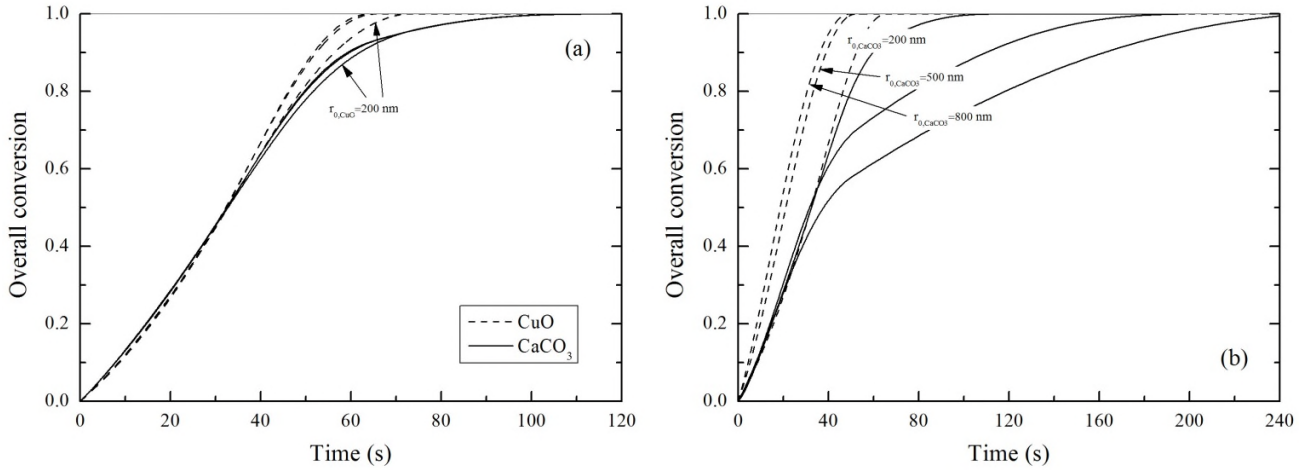 1.0
0.8
0.6
0.4
0.2
0.0
Overall conversion
(a)
r0,CuO=200 nm
CuO
CaCO3
0 20 40 60 80 100 120
Time (s)
1.0
0.8
0.6
0.4
0.2
0.0
Overall conversion
r0,CaCO3=200 nm
r0,CaCO3=500 nm
r0,CaCO3=800 nm
(b)
0 40 80 120 160 200 240
Time (s)